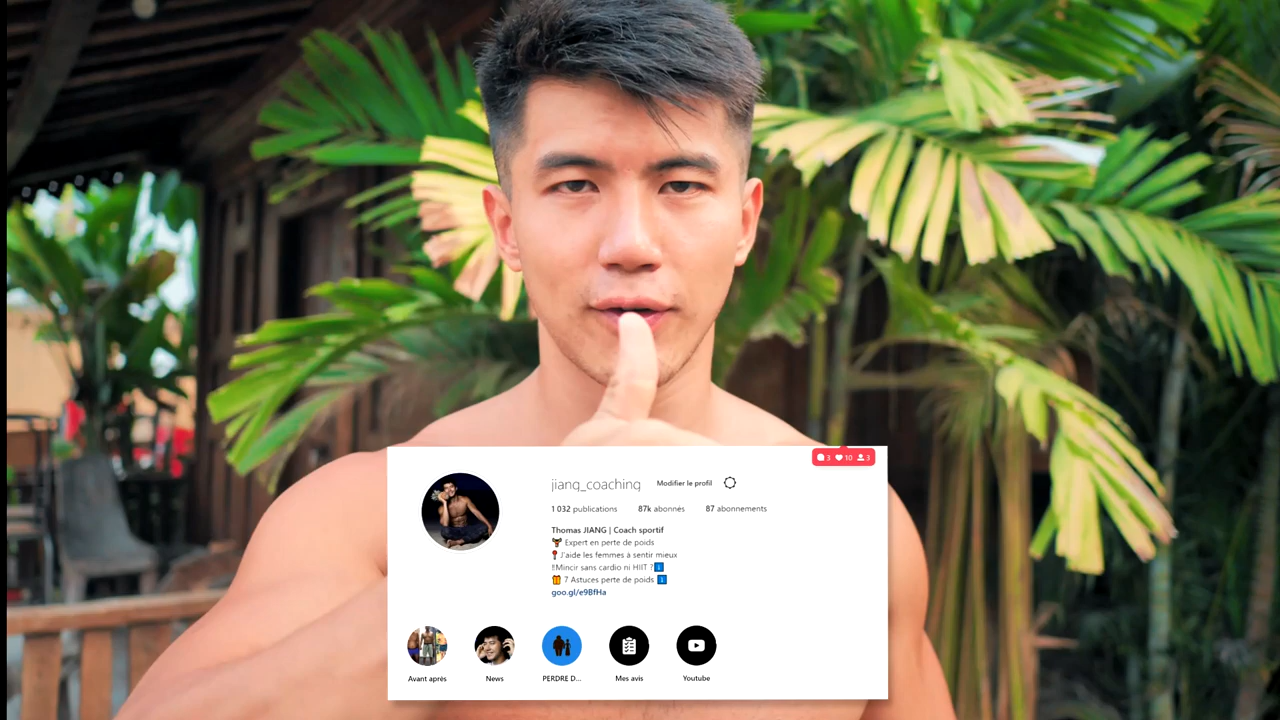 3 10 3
jianq_coachinq Modifier le profil
1 032 publications 87k abonnés 87 abonnements
Thomas JIANG | Coach sportif
Expert en perte de poids
J'aide les femmes à sentir mieux
!!Mincir sans cardio ni HIIT ?
7 Astuces perte de poids
goo.gl/e9BfHa
Avant après News PERDRE D... Mes avis Youtube